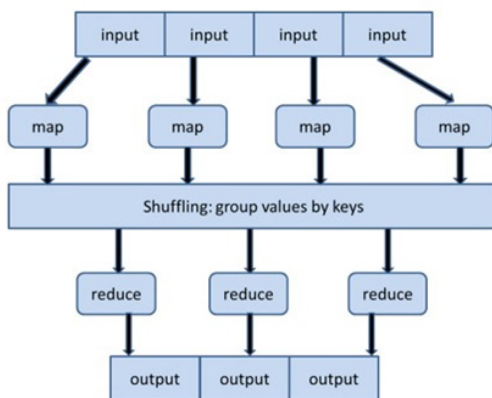 input input input input
map map map map
Shuffling: group values by keys
reduce reduce reduce
output output output